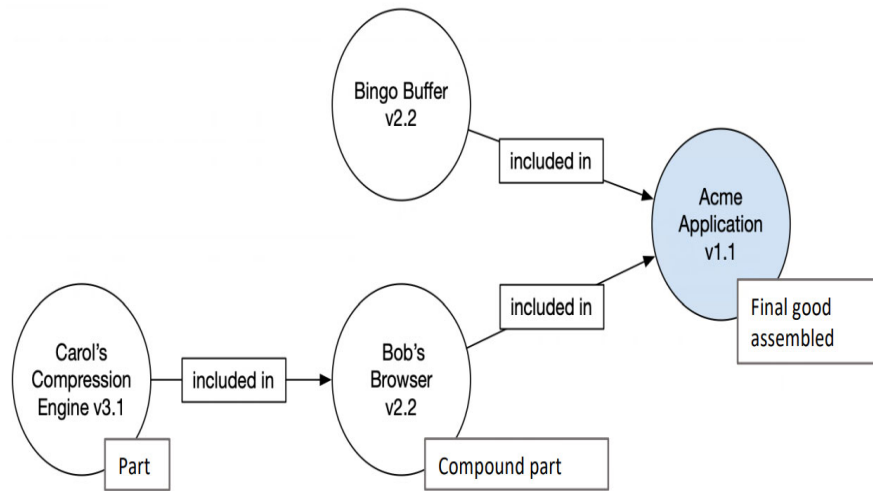 Bingo Buffer
v2.2
included in
Acme
Application
v1.1
Final good
assembled
included in
Carol's
Compression
Engine v3.1
included in
Bob's
Browser
v2.2
Part
Compound part